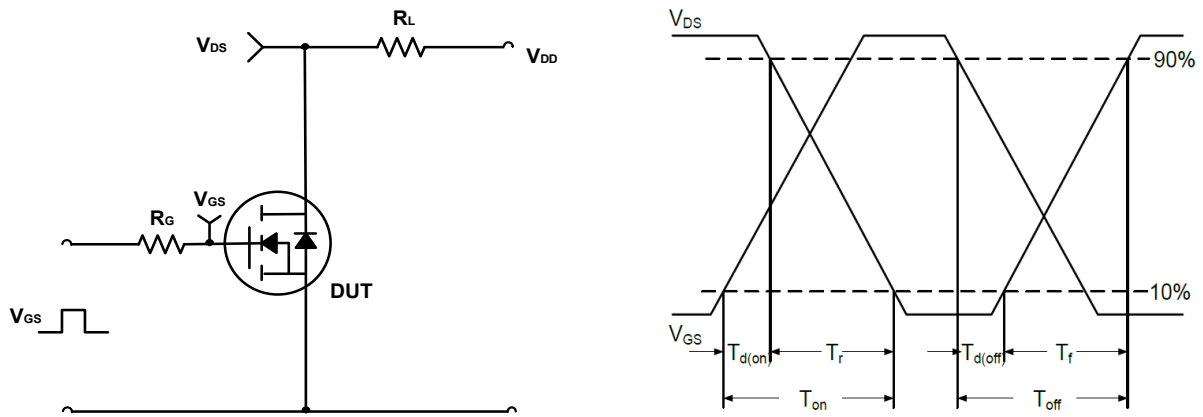 RL
VDS
VDD
VGS
RG
DUT
VGS
VDS
90%
10%
VGS
Td(on)
Tr
Td(off)
Tf
Ton
Toff